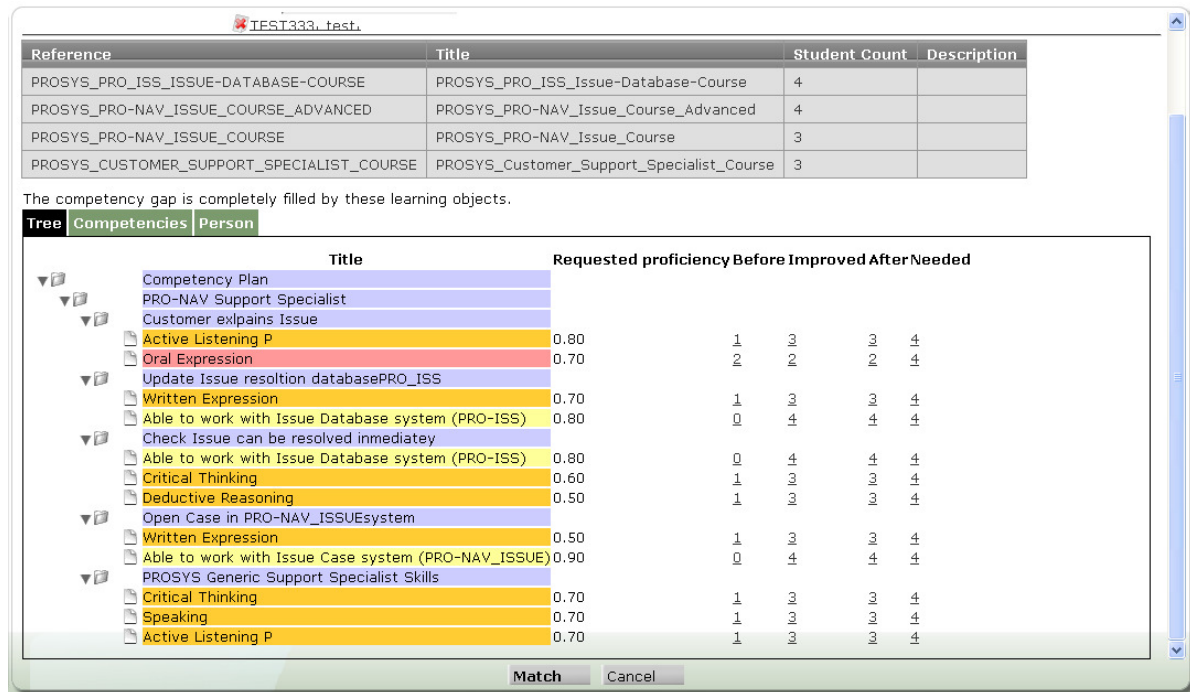 TEST333, test,
Reference Title Student Count Description
PROSYS_PRO_ISS_ISSUE-DATABASE-COURSE PROSYS_PRO_ISS_Issue-Database-Course 4
PROSYS_PRO-NAV_ISSUE_COURSE_ADVANCED PROSYS_PRO-NAV_Issue_Course_Advanced 4
PROSYS_PRO-NAV_ISSUE_COURSE PROSYS_PRO-NAV_Issue_Course 3
PROSYS_CUSTOMER_SUPPORT_SPECIALIST_COURSE PROSYS_Customer_Support_Specialist_Course 3
The competency gap is completely filled by these learning objects.
Tree Competencies Person
Title Requested proficiency Before Improved After Needed
Competency Plan
PRO-NAV Support Specialist
Customer exlpains Issue
Active Listening P 0.80 1 3 3 4
Oral Expression 0.70 2 2 2 4
Update Issue resoltion databasePRO_ISS
Written Expression 0.70 1 3 3 4
Able to work with Issue Database system (PRO-ISS) 0.80 0 4 4 4
Check Issue can be resolved inmediatey
Able to work with Issue Database system (PRO-ISS) 0.80 0 4 4 4
Critical Thinking 0.60 1 3 3 4
Deductive Reasoning 0.50 1 3 3 4
Open Case in PRO-NAV_ISSUEsystem
Written Expression 0.50 1 3 3 4
Able to work with Issue Case system (PRO-NAV_ISSUE) 0.90 0 4 4 4
PROSYS Generic Support Specialist Skills
Critical Thinking 0.70 1 3 3 4
Speaking 0.70 1 3 3 4
Active Listening P 0.70 1 3 3 4
Match Cancel